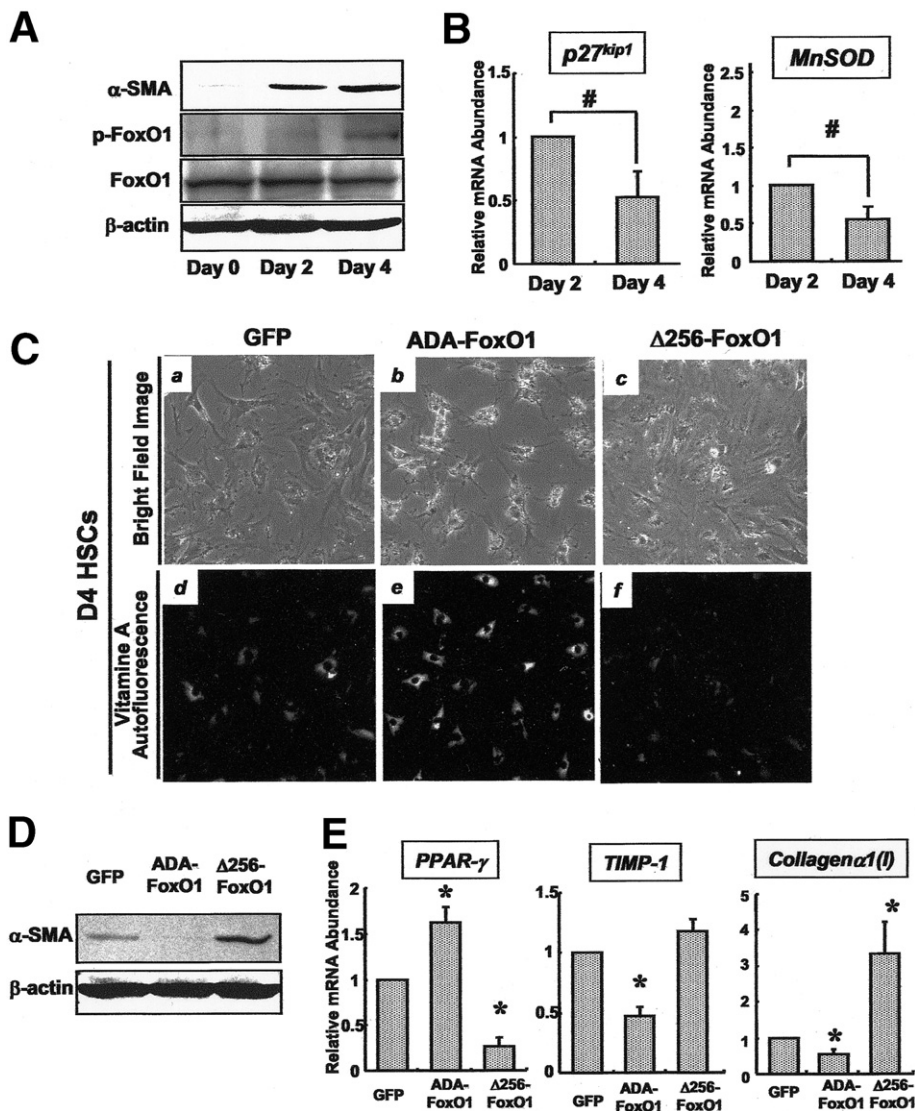 A
α-SMA
p-FoxO1
FoxO1
β-actin
Day 0 Day 2 Day 4
B
p27kip1
Relative mRNA Abundance
1.5
1
0.5
0
#
Day 2 Day 4
MnSOD
Relative mRNA Abundance
2.5
2
1.5
1
0.5
0
#
Day 2 Day 4
C
GFP ADA-FoxO1 Δ256-FoxO1
D4 HSCs
Bright Field Image
a b c
Vitamine A
Autofluorescence
d e f
D
GFP ADA-FoxO1 Δ256-FoxO1
α-SMA
β-actin
E
PPAR-γ
Relative mRNA Abundance
2
1.5
1
0.5
0
*
*
GFP ADA-FoxO1 Δ256-FoxO1
TIMP-1
1.5
1
0.5
0
*
GFP ADA-FoxO1 Δ256-FoxO1
Collagenα1(I)
5
4
3
2
1
0
*
*
GFP ADA-FoxO1 Δ256-FoxO1